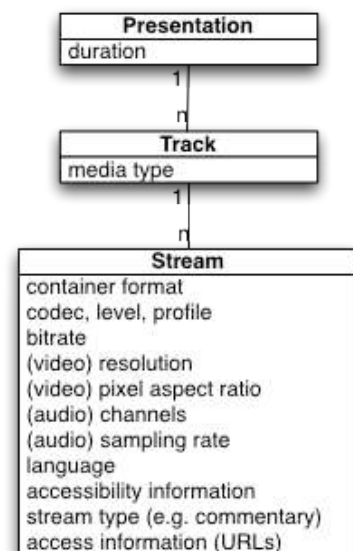 Presentation
duration
1
n
Track
media type
1
n
Stream
container format
codec, level, profile
bitrate
(video) resolution
(video) pixel aspect ratio
(audio) channels
(audio) sampling rate
language
accessibility information
stream type (e.g. commentary)
access information (URLs)